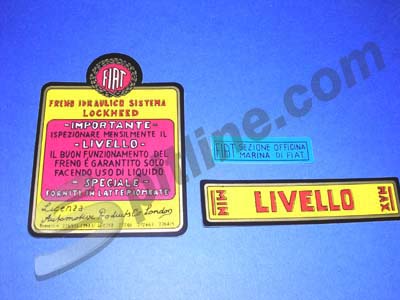 FIAT
FRENO IDRAULICO SISTEMA
LOCKHEED
-IMPORTANTE-
ISPEZIONARE MENSILMENTE IL
-LIVELLO-
IL BUON FUNZIONAMENTO DEL
FRENO È GARANTITO SOLO
FACENDO USO DI LIQUIDO
-SPECIALE-
FORNITI IN LATTE PIOMBATE
Licenza
Automotive Products Co London
FIAT SEZIONE OFFICINA
MARINA DI FIAT
MIN LIVELLO MAX
line.com